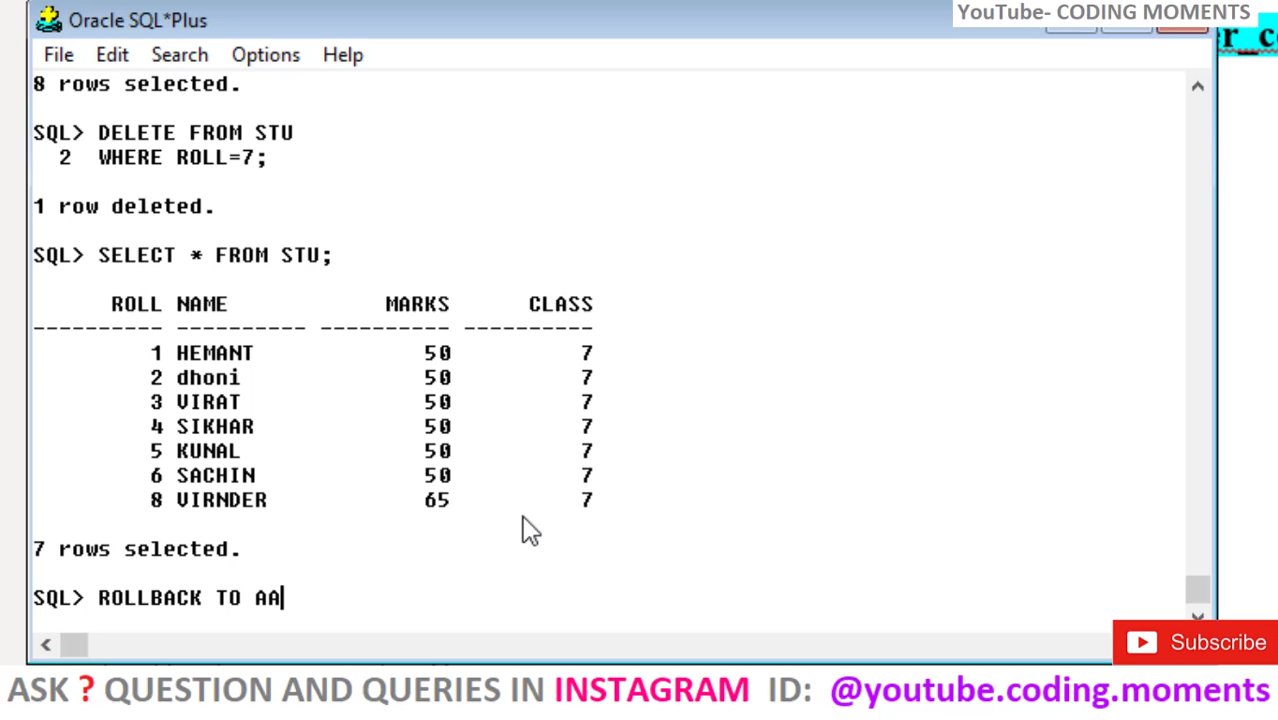 YouTube- CODING MOMENTS
Oracle SQL*Plus
File Edit Search Options Help
8 rows selected.
SQL> DELETE FROM STU
2 WHERE ROLL=7;
1 row deleted.
SQL> SELECT * FROM STU;
ROLL NAME MARKS CLASS
---------- ---------- ---------- ----------
1 HEMANT 50 7
2 dhoni 50 7
3 VIRAT 50 7
4 SIKHAR 50 7
5 KUNAL 50 7
6 SACHIN 50 7
8 VIRNDER 65 7
7 rows selected.
SQL> ROLLBACK TO AA
Subscribe
ASK ? QUESTION AND QUERIES IN INSTAGRAM ID: @youtube.coding.moments